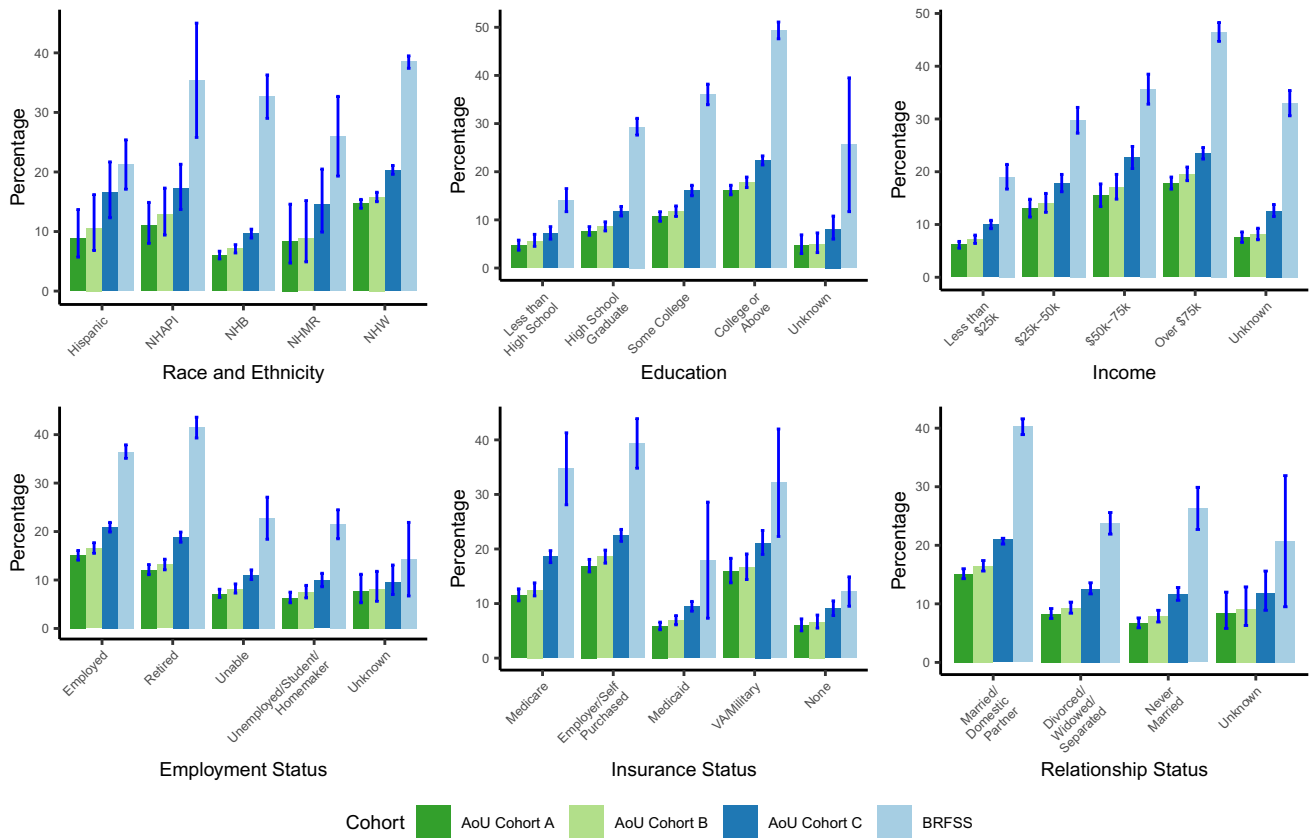 Percentage
40
30
20
10
0
Hispanic
NHAPI
NHB
NHMR
NHW
Race and Ethnicity
Percentage
50
40
30
20
10
0
Less than
High School
High School
Graduate
Some College
College or
Above
Unknown
Education
Percentage
50
40
30
20
10
0
Less than
$25k
$25k−50k
$50k−75k
Over $75k
Unknown
Income
Percentage
40
30
20
10
0
Employed
Retired
Unable
Unemployed/Student/
Homemaker
Unknown
Employment Status
Percentage
40
30
20
10
0
Medicare
Employer/Self
Purchased
Medicaid
VA/Military
None
Insurance Status
Percentage
40
30
20
10
0
Married/
Domestic
Partner
Divorced/
Widowed/
Separated
Never
Married
Unknown
Relationship Status
Cohort
AoU Cohort A
AoU Cohort B
AoU Cohort C
BRFSS